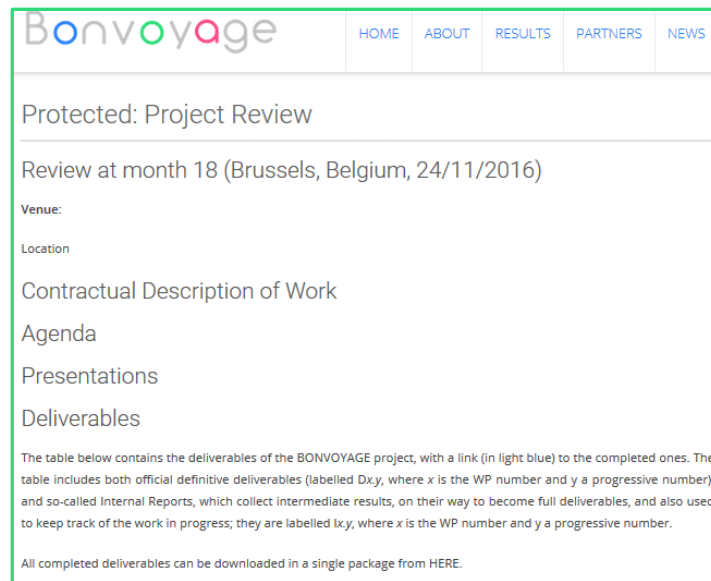 Bonvoyage
HOME ABOUT RESULTS PARTNERS NEWS
Protected: Project Review
Review at month 18 (Brussels, Belgium, 24/11/2016)
Venue:
Location
Contractual Description of Work
Agenda
Presentations
Deliverables
The table below contains the deliverables of the BONVOYAGE project, with a link (in light blue) to the completed ones. The
table includes both official definitive deliverables (labelled Dx.y, where x is the WP number and y a progressive number)
and so-called Internal Reports, which collect intermediate results, on their way to become full deliverables, and also used
to keep track of the work in progress; they are labelled Ix.y, where x is the WP number and y a progressive number.
All completed deliverables can be downloaded in a single package from HERE.